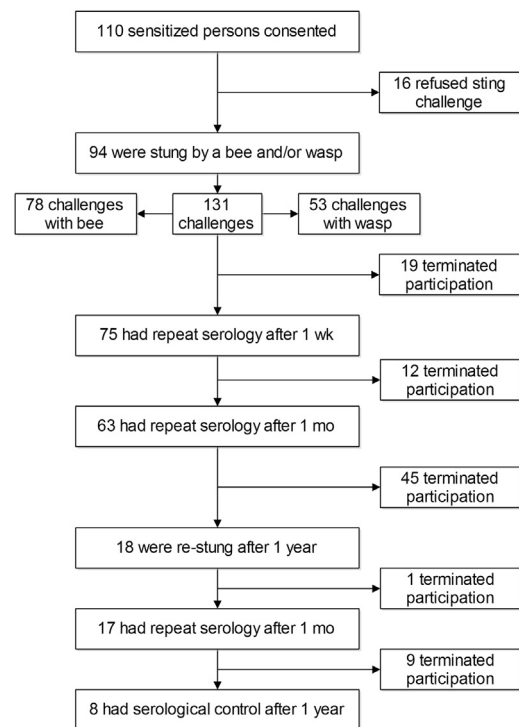 110 sensitized persons consented
16 refused sting
challenge
94 were stung by a bee and/or wasp
78 challenges
with bee
131
challenges
53 challenges
with wasp
19 terminated
participation
75 had repeat serology after 1 wk
12 terminated
participation
63 had repeat serology after 1 mo
45 terminated
participation
18 were re-stung after 1 year
1 terminated
participation
17 had repeat serology after 1 mo
9 terminated
participation
8 had serological control after 1 year